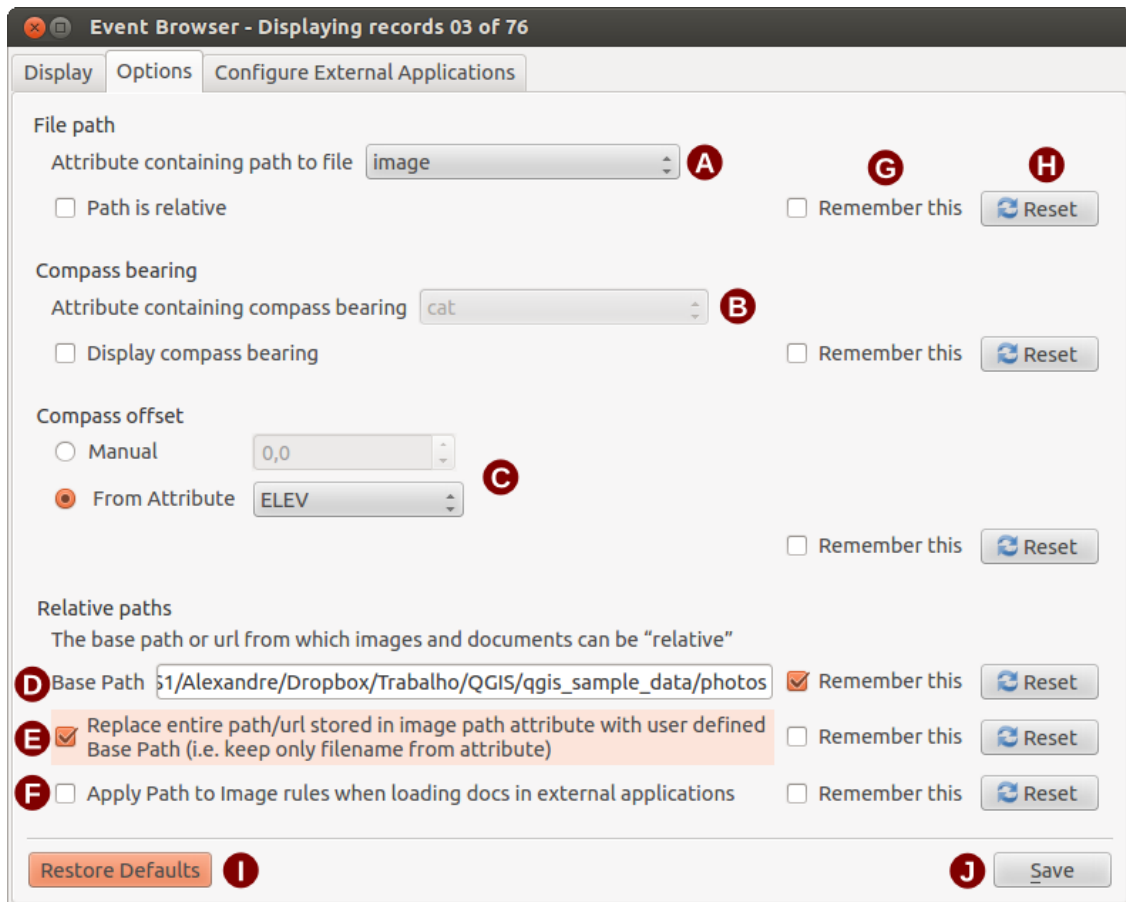 Event Browser - Displaying records 03 of 76
Display Options Configure External Applications
File path
Attribute containing path to file image A G H
Path is relative Remember this Reset
Compass bearing
Attribute containing compass bearing cat B
Display compass bearing Remember this Reset
Compass offset
Manual 0,0
C
From Attribute ELEV
Remember this Reset
Relative paths
The base path or url from which images and documents can be “relative”
D Base Path 51/Alexandre/Dropbox/Trabalho/QGIS/qgis_sample_data/photos Remember this Reset
Replace entire path/url stored in image path attribute with user defined
E Base Path (i.e. keep only filename from attribute) Remember this Reset
F Apply Path to Image rules when loading docs in external applications Remember this Reset
Restore Defaults I J Save